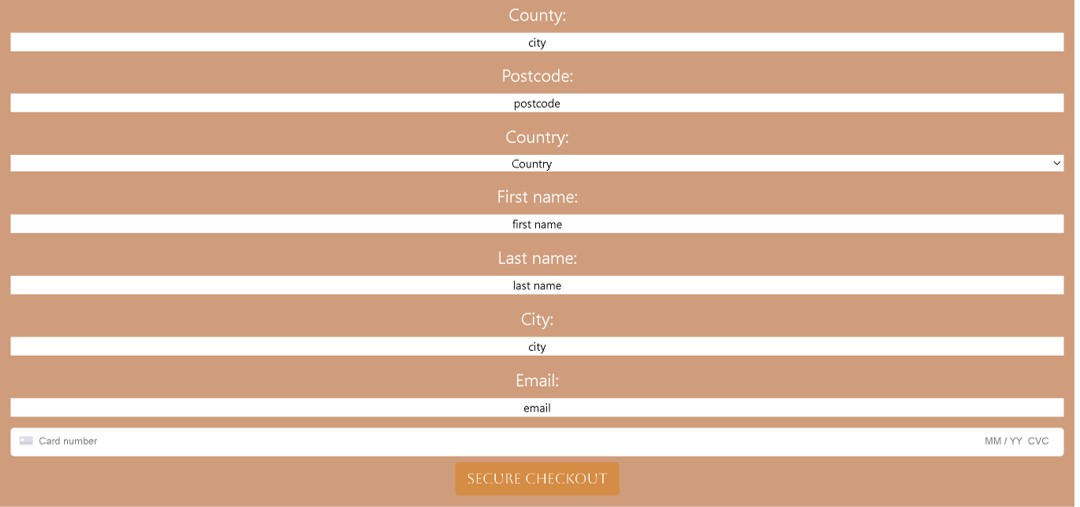 County:
city
Postcode:
postcode
Country:
Country
First name:
first name
Last name:
last name
City:
city
Email:
email
Card number MM / YY CVC
SECURE CHECKOUT